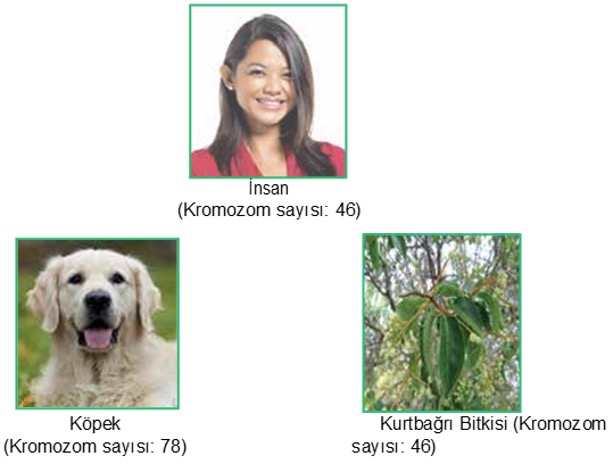 İnsan
(Kromozom sayısı: 46)
Köpek
(Kromozom sayısı: 78)
Kurtbağrı Bitkisi (Kromozom
sayısı: 46)